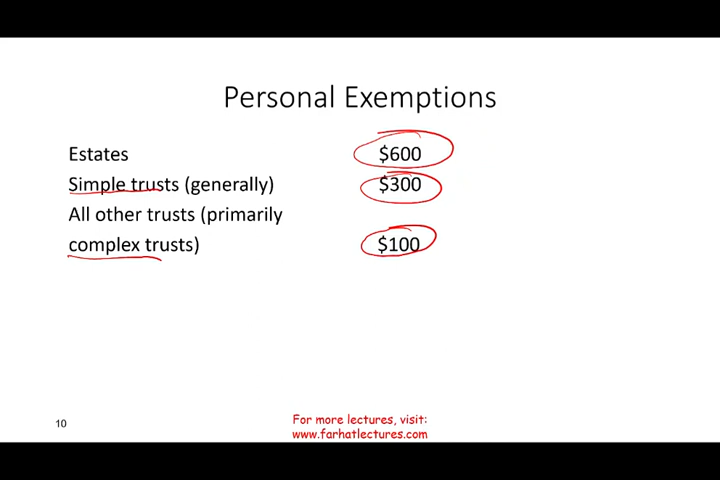 Personal Exemptions
Estates $600
Simple trusts (generally) $300
All other trusts (primarily
complex trusts) $100
10
For more lectures, visit:
www.farhatlectures.com